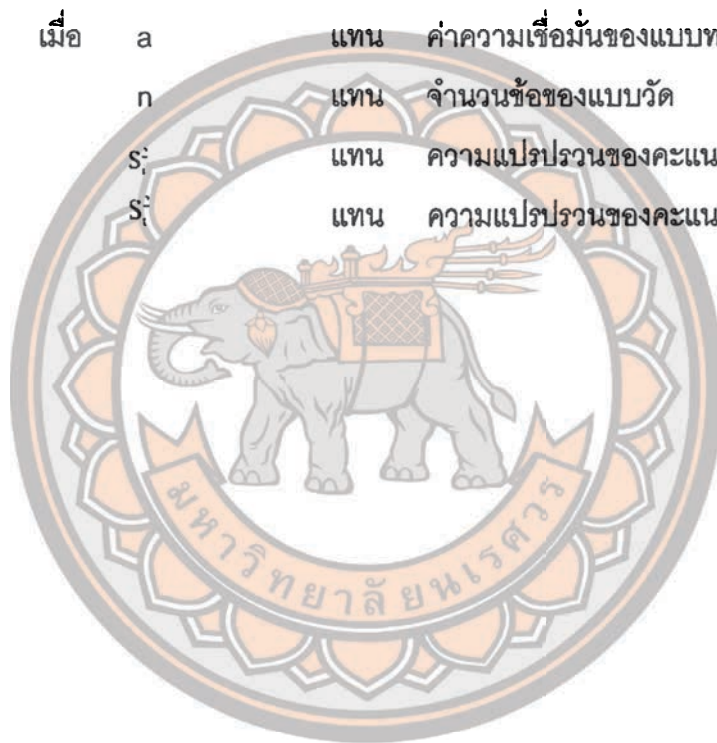 เมื่อ a แทน ค่าความเชื่อมั่นของแบบท
n แทน จำนวนข้อของแบบวัด
แทน ความแปรปรวนของคะแน
แทน ความแปรปรวนของคะแน
มหาวิทยาลัยนเรศวร